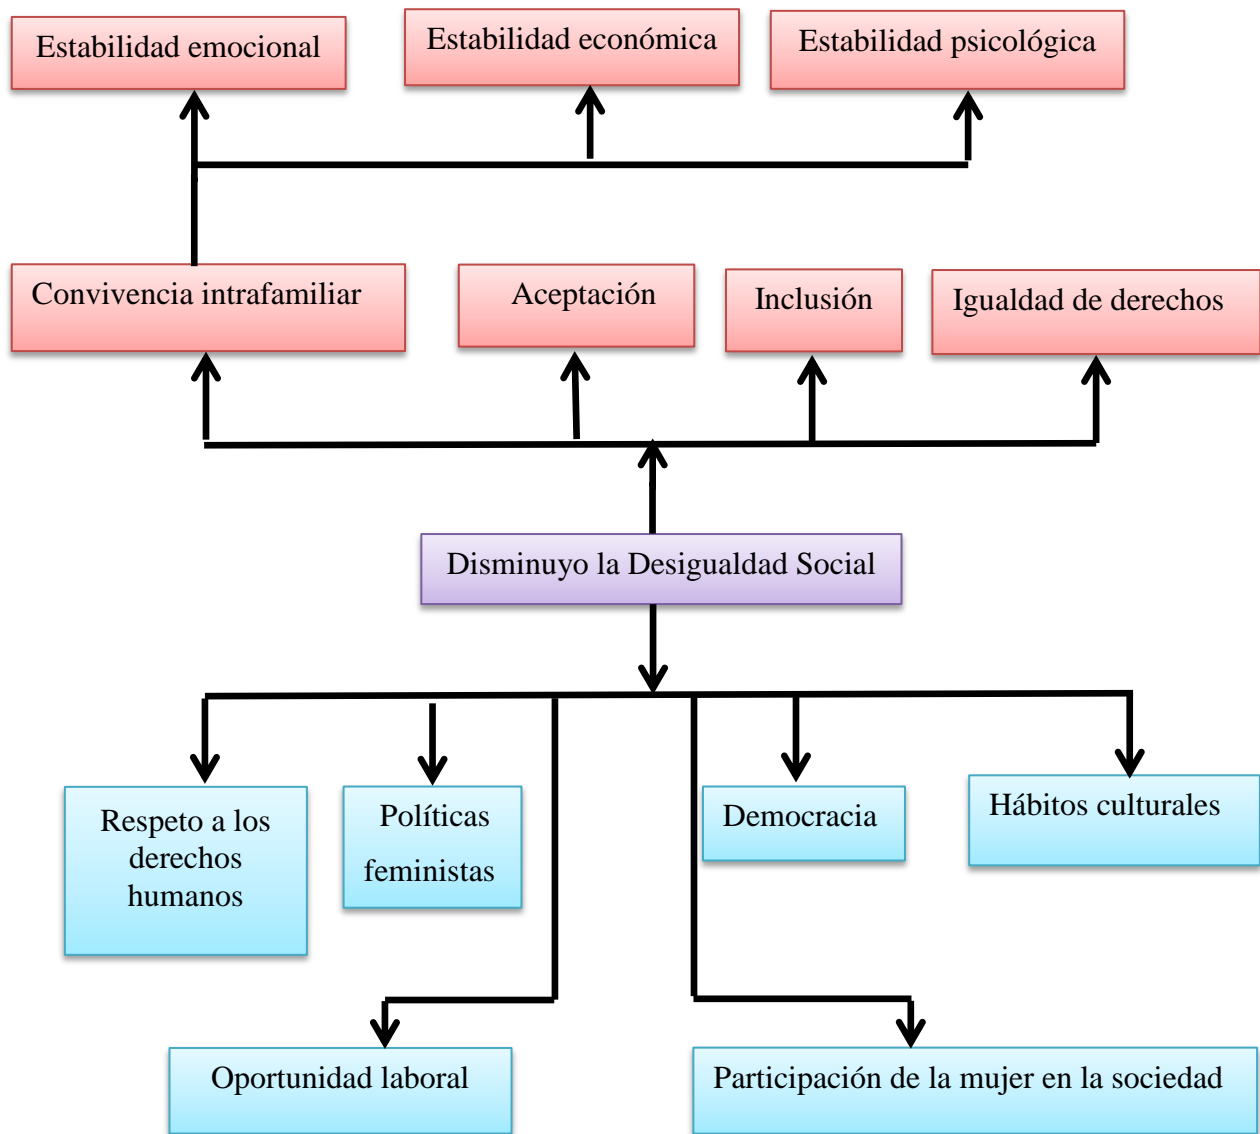 Estabilidad emocional
Estabilidad económica
Estabilidad psicológica
Convivencia intrafamiliar
Aceptación
Inclusión
Igualdad de derechos
Disminuyo la Desigualdad Social
Respeto a los
derechos
humanos
Políticas
feministas
Democracia
Hábitos culturales
Oportunidad laboral
Participación de la mujer en la sociedad